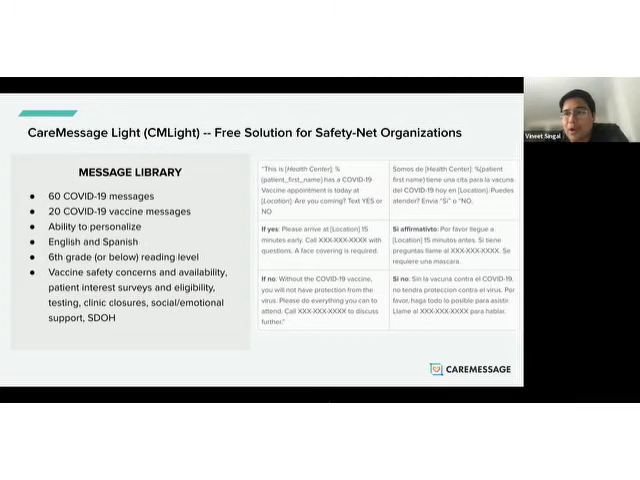 CareMessage Light (CMLight) -- Free Solution for Safety-Net Organizations
MESSAGE LIBRARY
● 60 COVID-19 messages
● 20 COVID-19 vaccine messages
● Ability to personalize
● English and Spanish
● 6th grade (or below) reading level
● Vaccine safety concerns and availability,
patient interest surveys and eligibility,
testing, clinic closures, social/emotional
support, SDOH
"This is [Health Center]: %
{patient_first_name} has a COVID-19
Vaccine appointment is today at
[Location]. Are you coming? Text YES or
NO
Somos de [Health Center]: %{patient
first name} tiene una cita para la vacuna
del COVID-19 hoy en [Location]. Puedes
atender? Envia "Si" o "NO.
If yes: Please arrive at [Location] 15
minutes early. Call XXX-XXX-XXXX with
questions. A face covering is required.
Si affirmativto: Por favor llegue a
[Location] 15 minutos antes. Si tiene
preguntas llame al XXX-XXX-XXXX. Se
requiere una mascara.
If no: Without the COVID-19 vaccine,
you will not have protection from the
virus. Please do everything you can to
attend. Call XXX-XXX-XXXX to discuss
further."
Si no: Sin la vacuna contra el COVID-19,
no tendra proteccion contra el virus. Por
favor, haga todo lo posible para asistir.
Llame al XXX-XXX-XXXX para hablar.
CAREMESSAGE
Vineet Singal